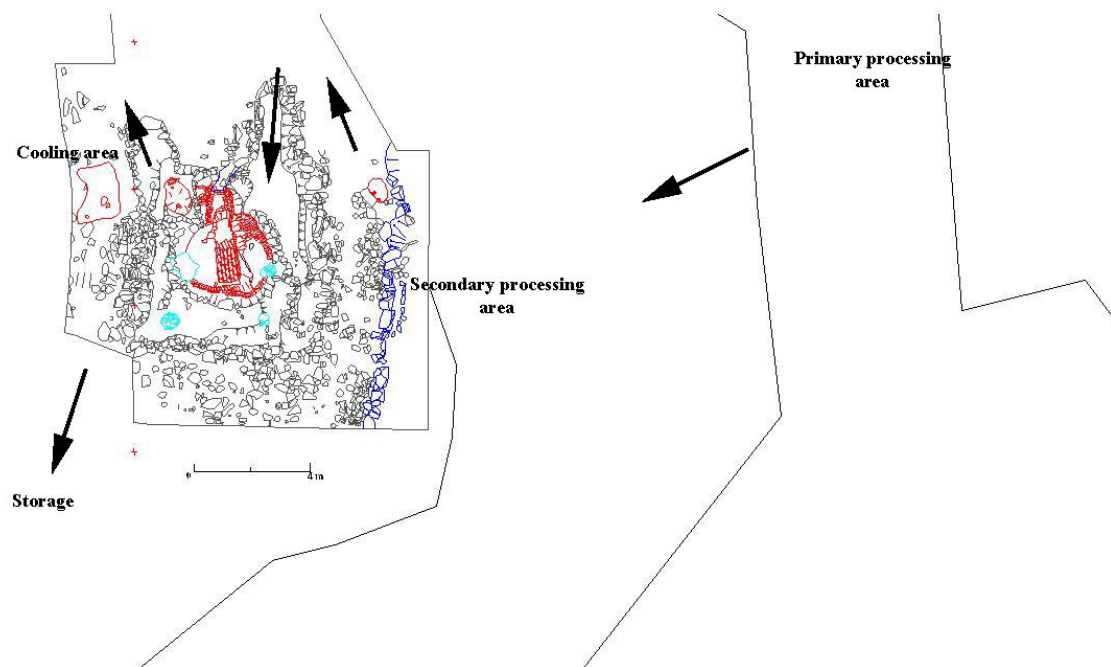 Primary processing
area
Cooling area
Secondary processing
area
0 4 m
Storage